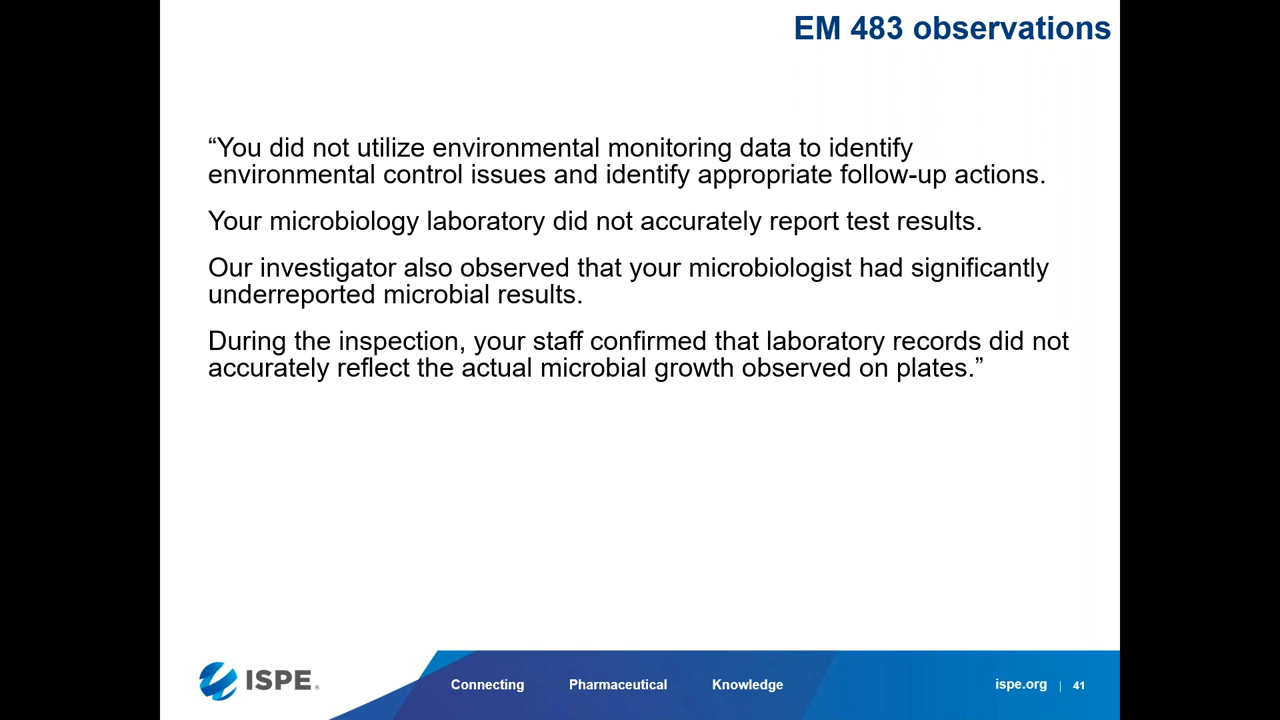 EM 483 observations
“You did not utilize environmental monitoring data to identify
environmental control issues and identify appropriate follow-up actions.
Your microbiology laboratory did not accurately report test results.
Our investigator also observed that your microbiologist had significantly
underreported microbial results.
During the inspection, your staff confirmed that laboratory records did not
accurately reflect the actual microbial growth observed on plates.”
ISPE®
Connecting Pharmaceutical Knowledge
ispe.org | 41